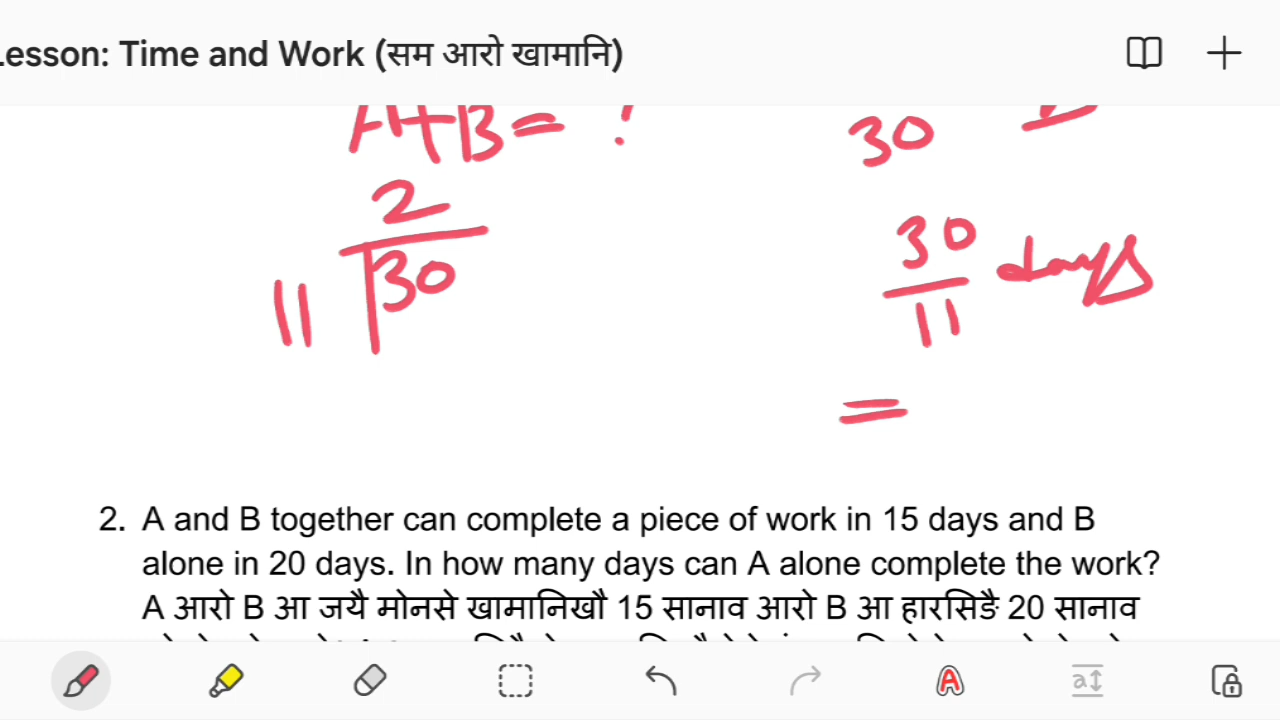 esson: Time and Work (सम आरो खामानि)
A+B= ?
30
2
11 30
30
11 days
=
2. A and B together can complete a piece of work in 15 days and B
alone in 20 days. In how many days can A alone complete the work?
A आरो B आ जथै मोनसे खामानिखौ 15 सानाव आरो B आ हारसिङै 20 सानाव
A
a